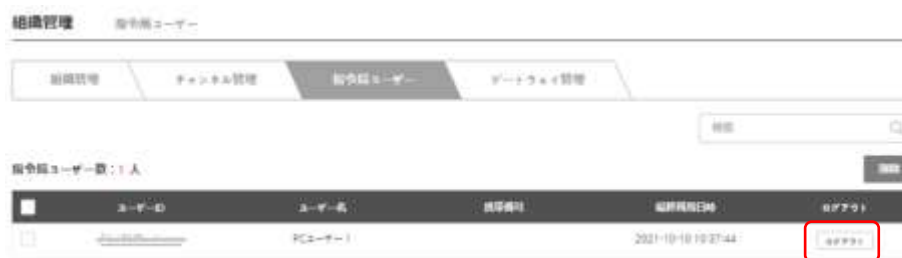 組織管理 指令局ユーザー
組織管理 チャンネル管理 指令局ユーザー ゲートウェイ管理
検索
指令局ユーザー数：1 人
ユーザーID ユーザー名 携帯番号 最終利用日時 ログアウト
PCユーザー1 2021-10-18 10:37:44 ログアウト